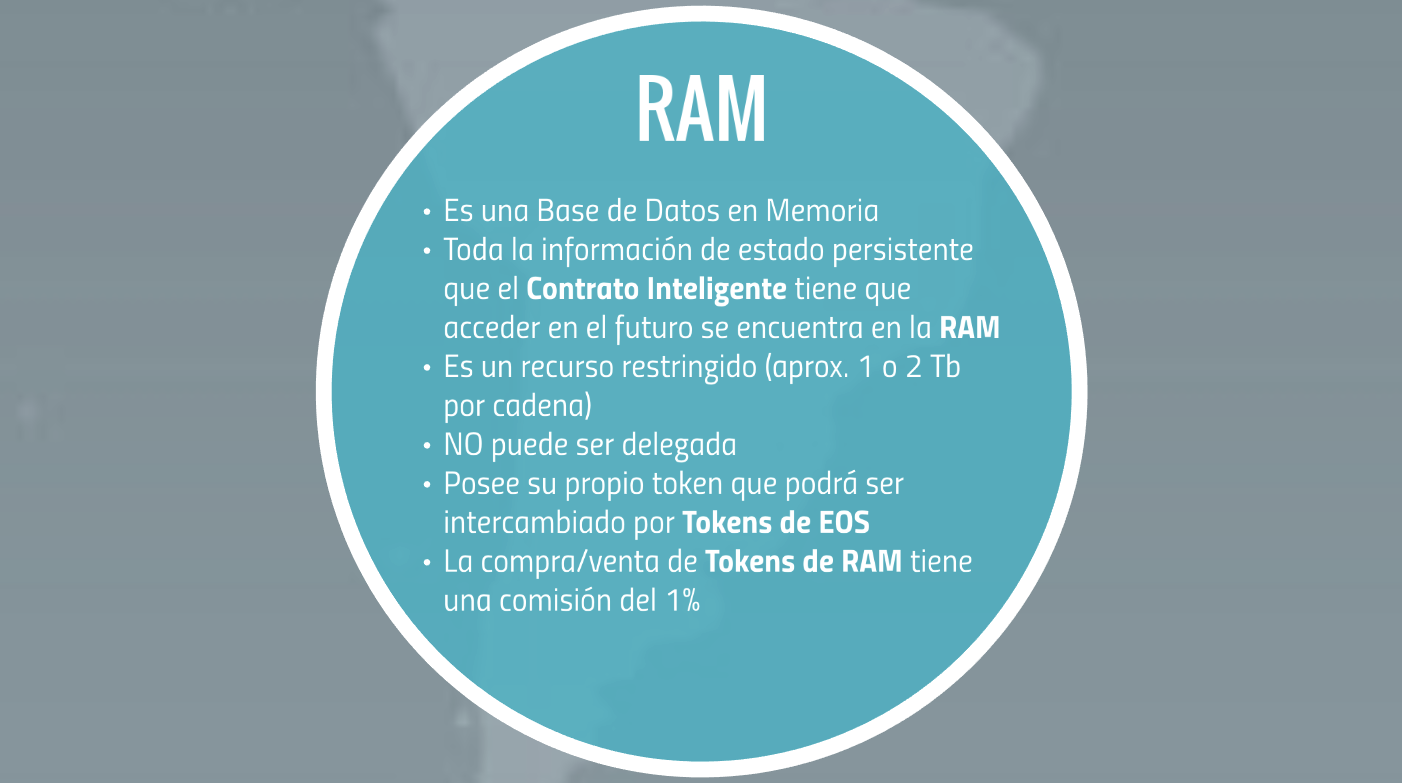 RAM
• Es una Base de Datos en Memoria
• Toda la información de estado persistente
que el Contrato Inteligente tiene que
acceder en el futuro se encuentra en la RAM
• Es un recurso restringido (aprox. 1 o 2 Tb
por cadena)
• NO puede ser delegada
• Posee su propio token que podrá ser
intercambiado por Tokens de EOS
• La compra/venta de Tokens de RAM tiene
una comisión del 1%